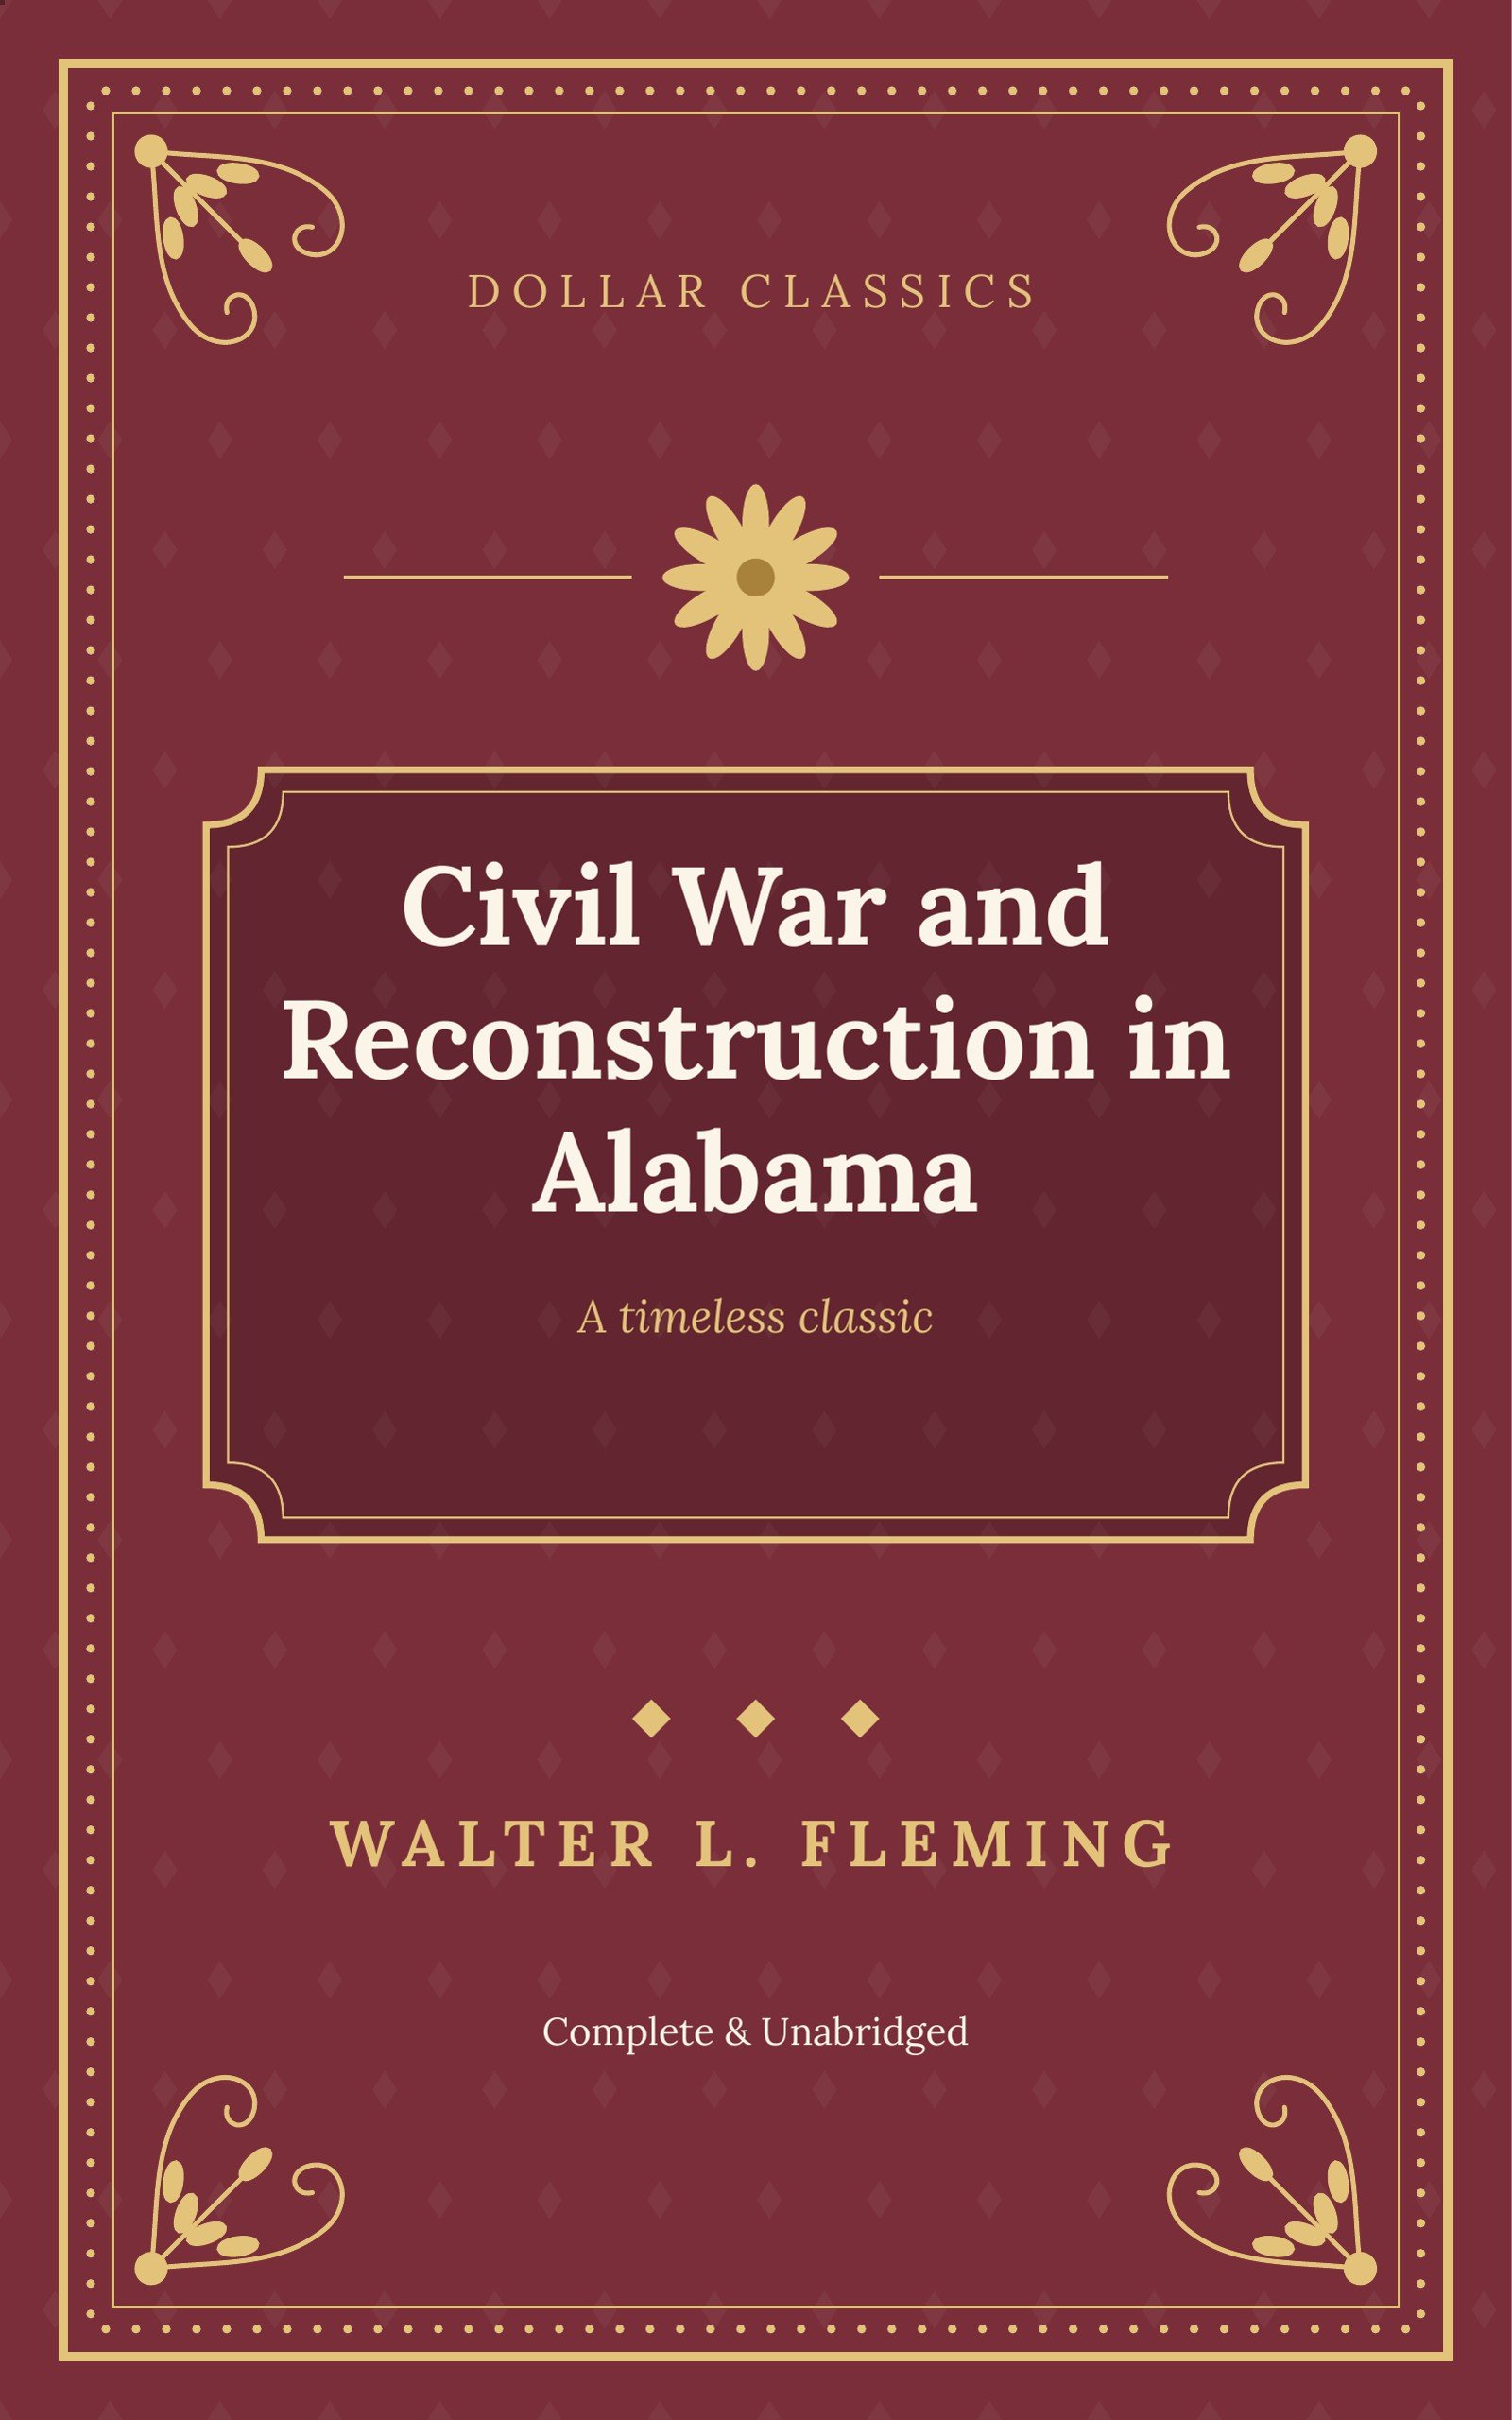 DOLLAR CLASSICS
Civil War and
Reconstruction in
Alabama
A timeless classic
WALTER L. FLEMING
Complete & Unabridged